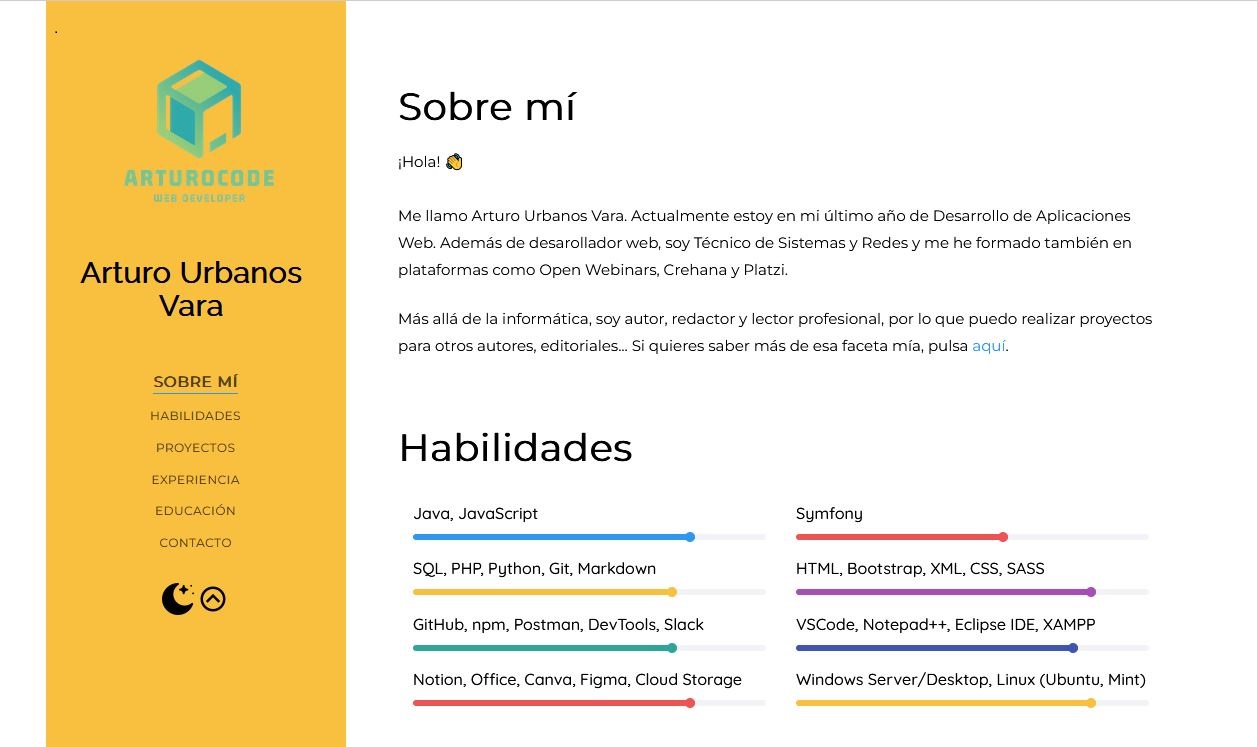 .
ARTUROCODE
WEB DEVELOPER
Arturo Urbanos
Vara
SOBRE MÍ
HABILIDADES
PROYECTOS
EXPERIENCIA
EDUCACIÓN
CONTACTO
Sobre mí
¡Hola! 👋
Me llamo Arturo Urbanos Vara. Actualmente estoy en mi último año de Desarrollo de Aplicaciones
Web. Además de desarollador web, soy Técnico de Sistemas y Redes y me he formado también en
plataformas como Open Webinars, Crehana y Platzi.
Más allá de la informática, soy autor, redactor y lector profesional, por lo que puedo realizar proyectos
para otros autores, editoriales... Si quieres saber más de esa faceta mía, pulsa aquí.
Habilidades
Java, JavaScript
Symfony
SQL, PHP, Python, Git, Markdown
HTML, Bootstrap, XML, CSS, SASS
GitHub, npm, Postman, DevTools, Slack
VSCode, Notepad++, Eclipse IDE, XAMPP
Notion, Office, Canva, Figma, Cloud Storage
Windows Server/Desktop, Linux (Ubuntu, Mint)